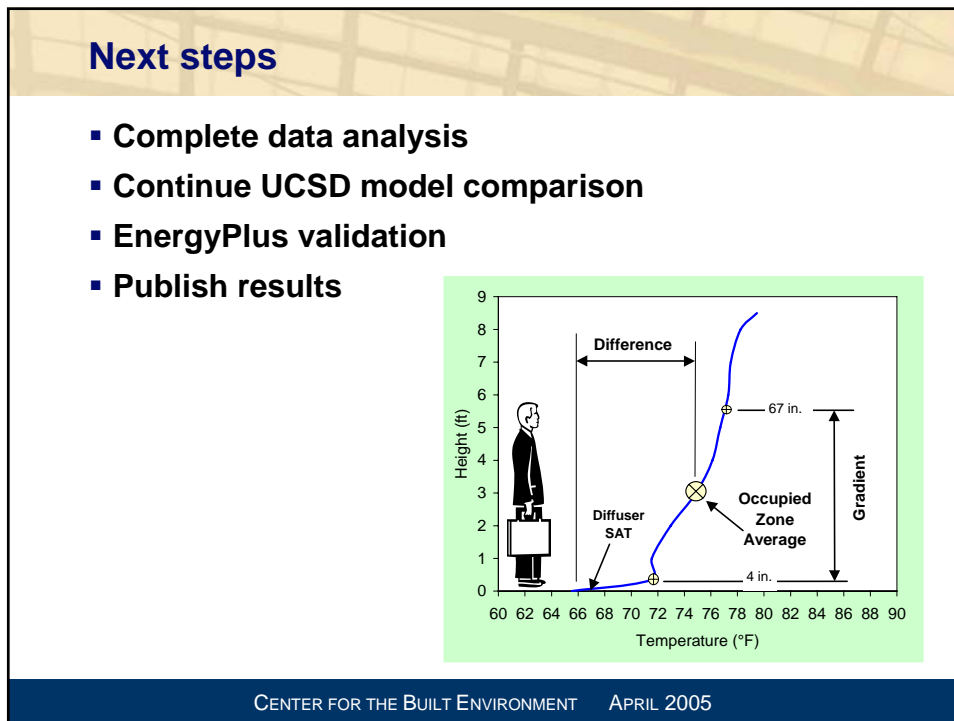 Next steps
▪ Complete data analysis
▪ Continue UCSD model comparison
▪ EnergyPlus validation
▪ Publish results
9
8
7
6
5
4
3
2
1
0
Height (ft)
Difference
67 in.
Gradient
Occupied
Zone
Average
Diffuser
SAT
4 in.
60 62 64 66 68 70 72 74 76 78 80 82 84 86 88 90
Temperature (°F)
CENTER FOR THE BUILT ENVIRONMENT APRIL 2005